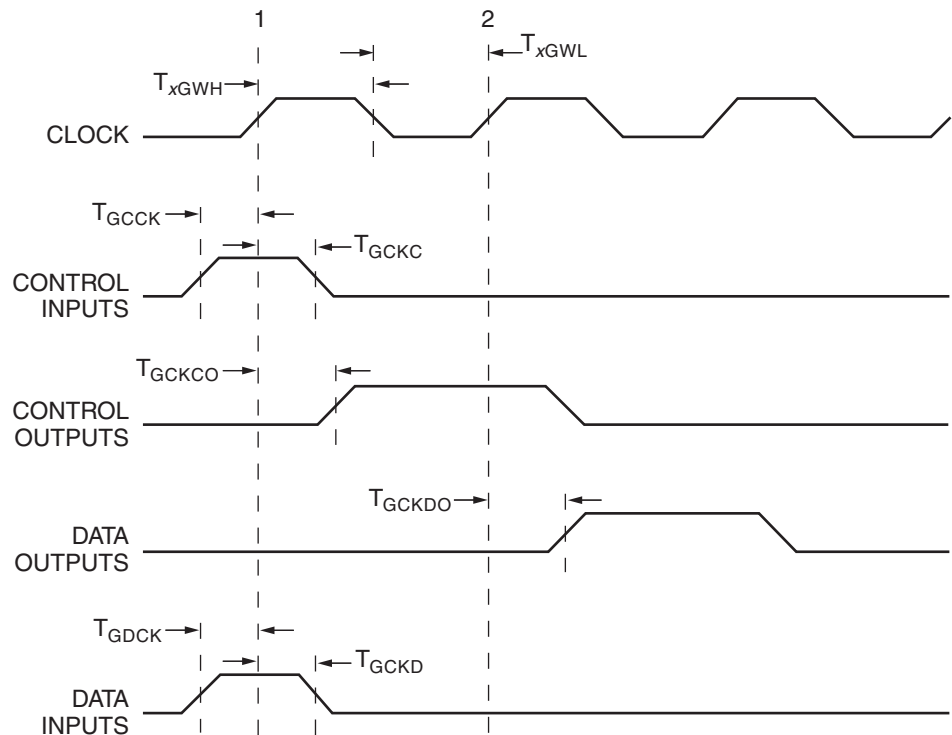 1
2
TxGWH
TxGWL
CLOCK
TGCCK
TGCKC
CONTROL
INPUTS
TGCKCO
CONTROL
OUTPUTS
TGCKDO
DATA
OUTPUTS
TGDCK
TGCKD
DATA
INPUTS